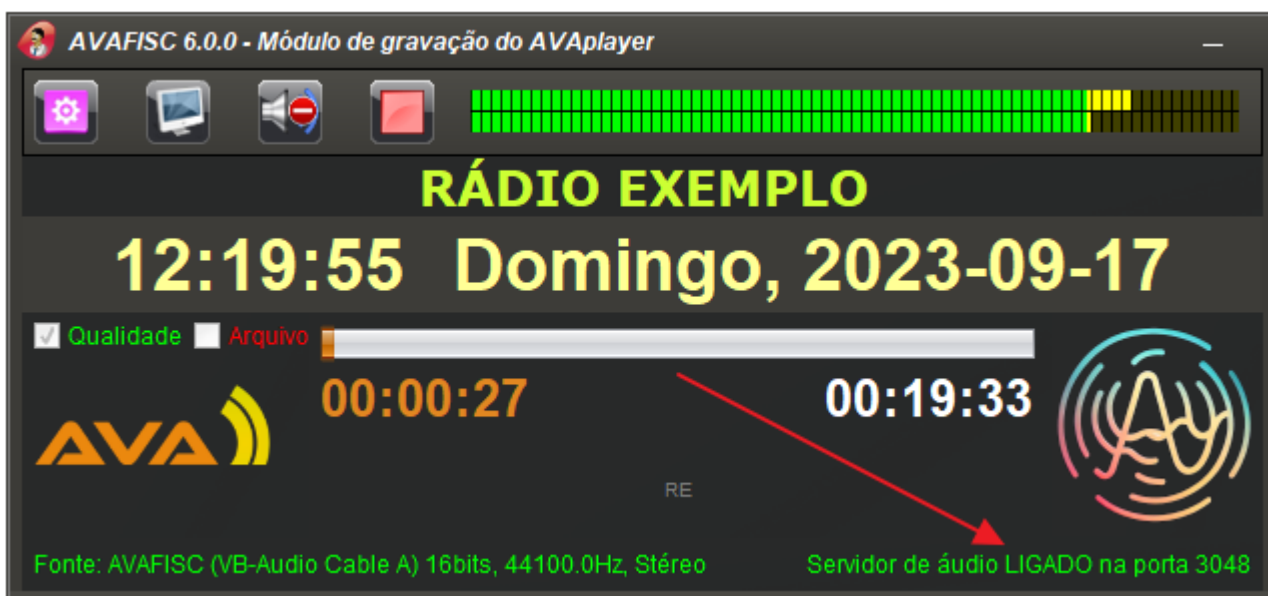 AVAFISC 6.0.0 - Módulo de gravação do AVAplayer
RÁDIO EXEMPLO
12:19:55 Domingo, 2023-09-17
Qualidade Arquivo
00:00:27 00:19:33
AVA
RE
Fonte: AVAFISC (VB-Audio Cable A) 16bits, 44100.0Hz, Stéreo Servidor de áudio LIGADO na porta 3048